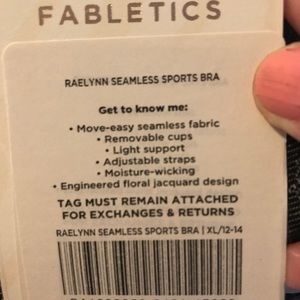 FABLETICS
RAELYNN SEAMLESS SPORTS BRA
Get to know me:
• Move-easy seamless fabric
• Removable cups
• Light support
• Adjustable straps
• Moisture-wicking
• Engineered floral jacquard design
TAG MUST REMAIN ATTACHED
FOR EXCHANGES & RETURNS
RAELYNN SEAMLESS SPORTS BRA | XL/12-14